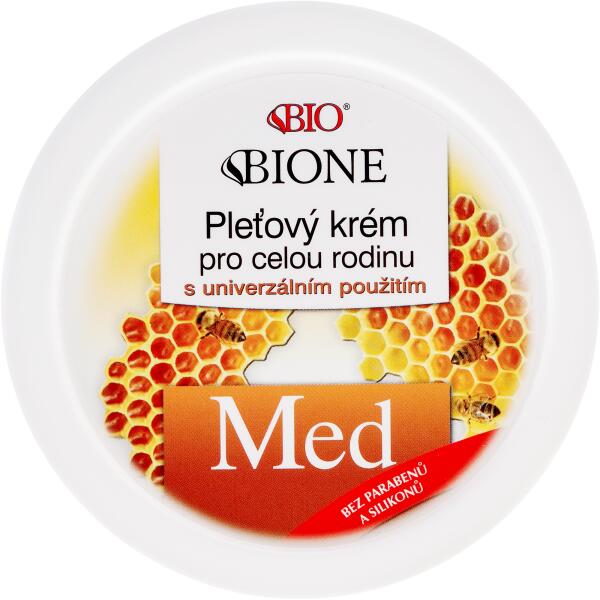 BIO®
BIONE
Pleťový krém
pro celou rodinu
s univerzálním použitím
Med
BEZ PARABENŮ
A SILIKONŮ